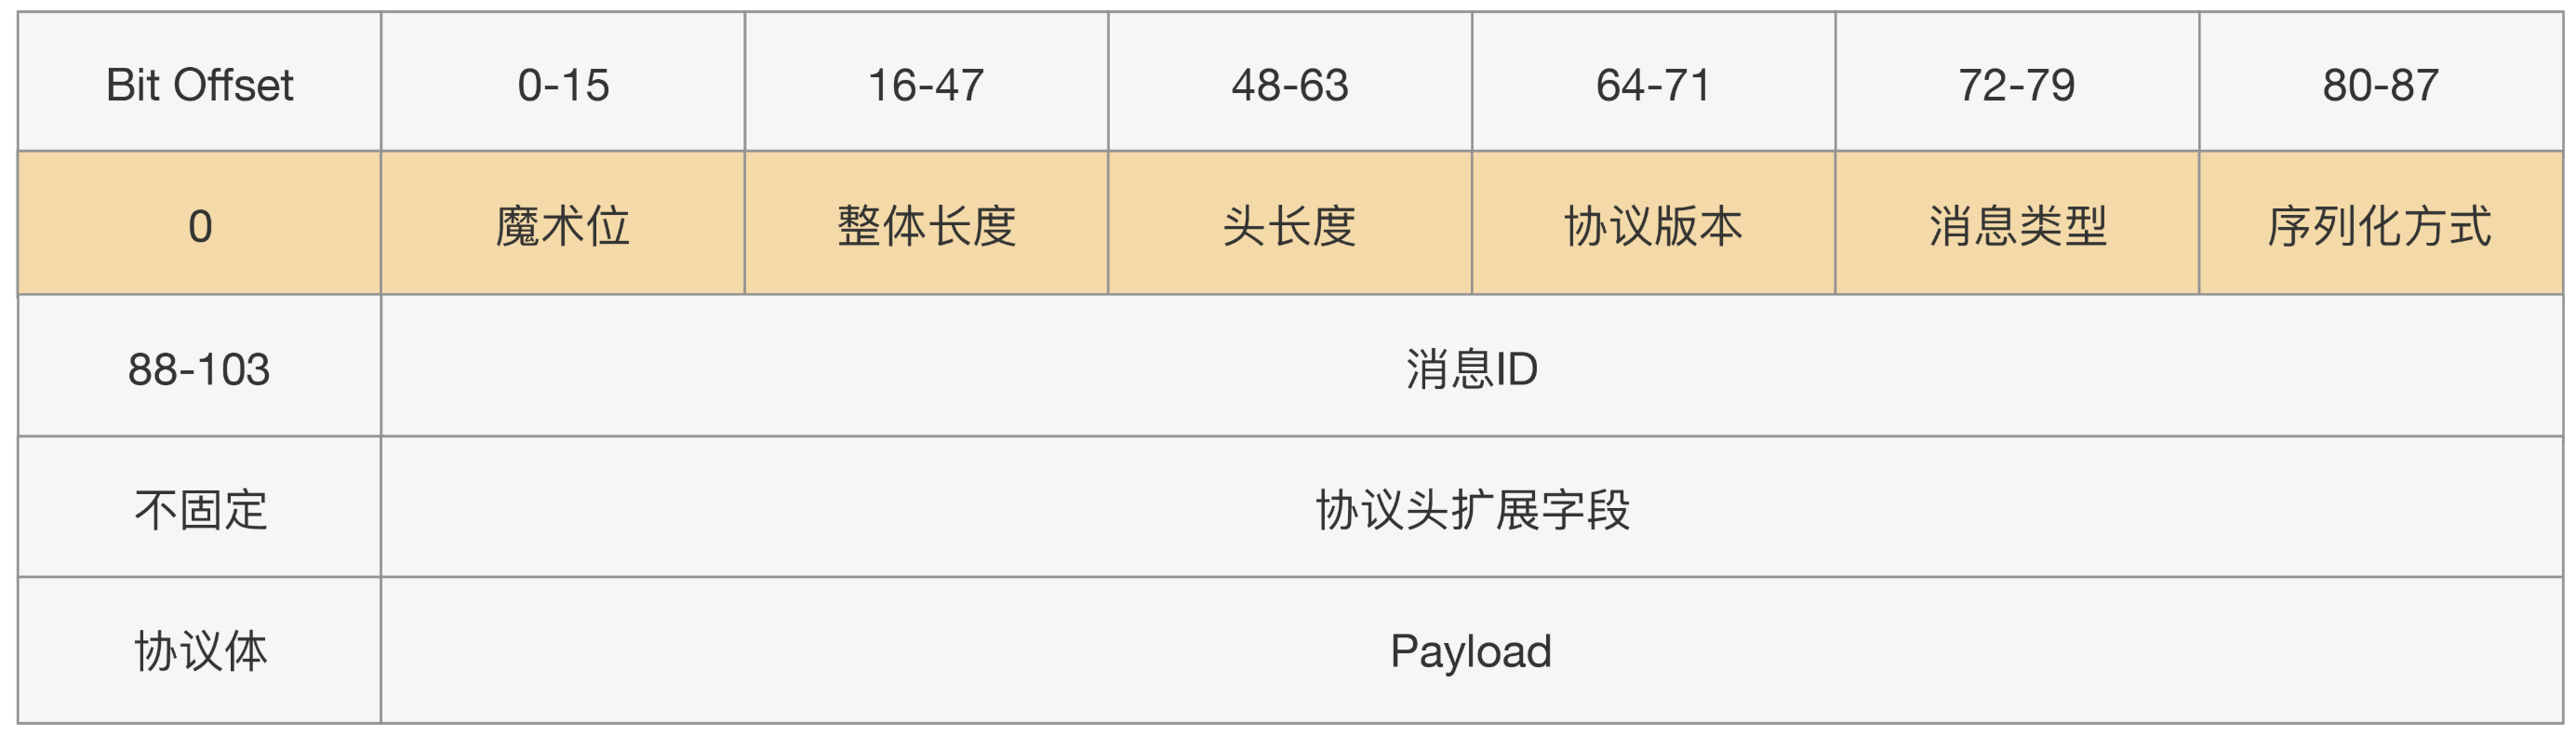 Bit Offset 0-15 16-47 48-63 64-71 72-79 80-87
0 魔术位 整体长度 头长度 协议版本 消息类型 序列化方式
88-103 消息ID
不固定 协议头扩展字段
协议体 Payload